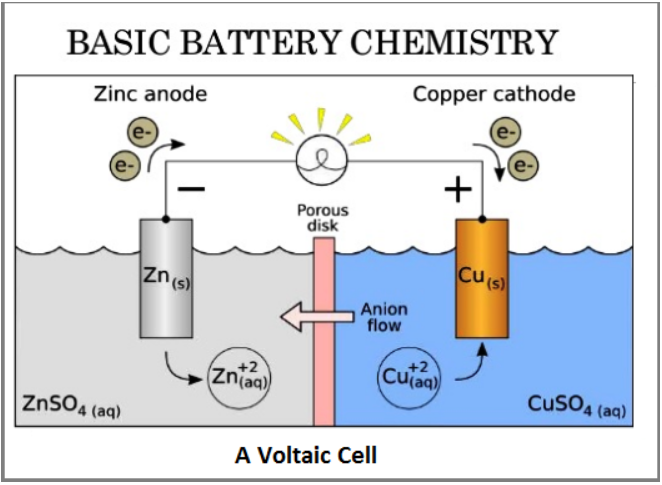 BASIC BATTERY CHEMISTRY
Zinc anode
Copper cathode
e-
e-
e-
e-
−
+
Porous
disk
Zn(s)
Cu(s)
Anion
flow
Zn+2(aq)
Cu+2(aq)
ZnSO4 (aq)
CuSO4 (aq)
A Voltaic Cell